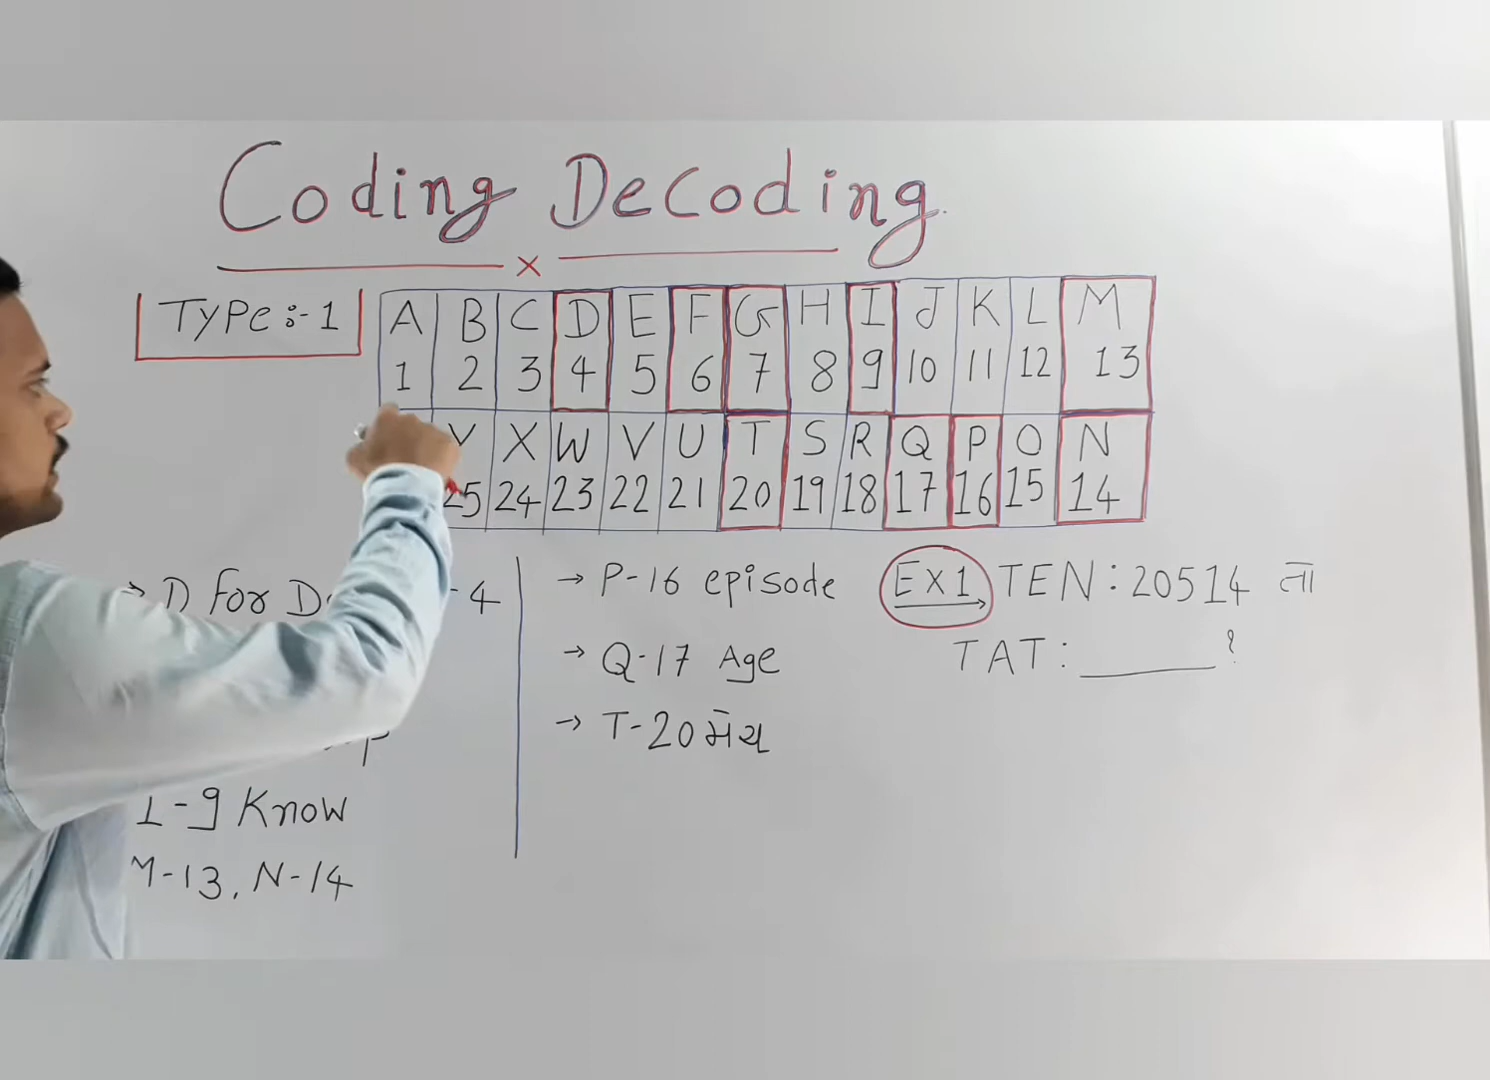 Coding Decoding
x
Type :- 1
A B C D E F G H I J K L M
1 2 3 4 5 6 7 8 9 10 11 12 13
Y X W V U T S R Q P O N
25 24 23 22 21 20 19 18 17 16 15 14
→ D for D - 4
I-9 Know
M-13, N-14
→ P-16 episode
→ Q-17 Age
→ T-20 મેચ
EX1 TEN : 20514 તો
TAT : ______ ?